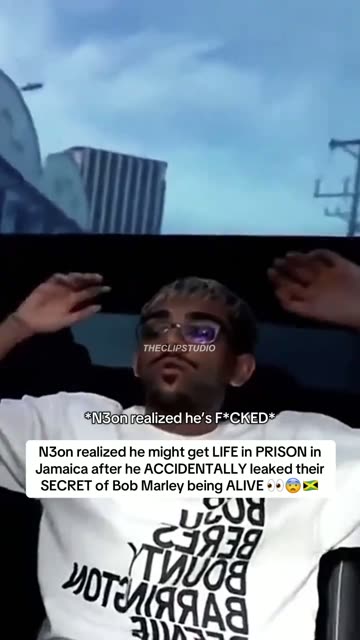 THECLIPSTUDIO
*N3on realized he's F*CKED*
N3on realized he might get LIFE in PRISON in
Jamaica after he ACCIDENTALLY leaked their
SECRET of Bob Marley being ALIVE 👀😨🇯🇲
BERES
BOUNTY
BARRINGTON